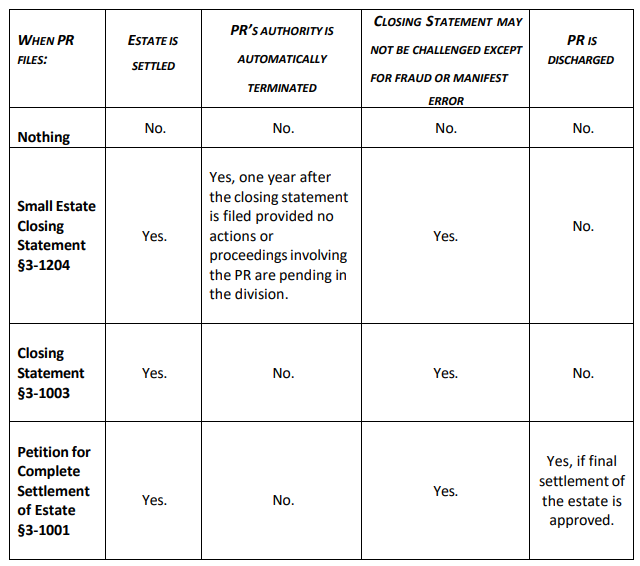 WHEN PR
FILES:
ESTATE IS
SETTLED
PR'S AUTHORITY IS
AUTOMATICALLY
TERMINATED
CLOSING STATEMENT MAY
NOT BE CHALLENGED EXCEPT
FOR FRAUD OR MANIFEST
ERROR
PR IS
DISCHARGED
Nothing
No.
No.
No.
No.
Small Estate
Closing
Statement
§3-1204
Yes.
Yes, one year after
the closing statement
is filed provided no
actions or
proceedings involving
the PR are pending in
the division.
Yes.
No.
Closing
Statement
§3-1003
Yes.
No.
Yes.
No.
Petition for
Complete
Settlement
of Estate
§3-1001
Yes.
No.
Yes.
Yes, if final
settlement of
the estate is
approved.